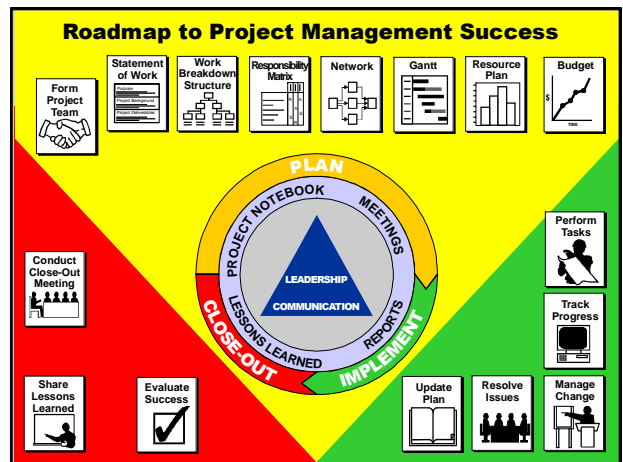 Roadmap to Project Management Success
Form
Project
Team
Statement
of Work
Purpose
Project Background
Project Deliverables
Work
Breakdown
Structure
Responsibility
Matrix
R
A
A
S
S
R
Network
Gantt
Resource
Plan
Budget
$
TIME
PLAN
PROJECT NOTEBOOK
MEETINGS
LEADERSHIP
COMMUNICATION
LESSONS LEARNED
REPORTS
CLOSE-OUT
IMPLEMENT
Perform
Tasks
Track
Progress
Manage
Change
Resolve
Issues
Update
Plan
Evaluate
Success
Share
Lessons
Learned
Conduct
Close-Out
Meeting